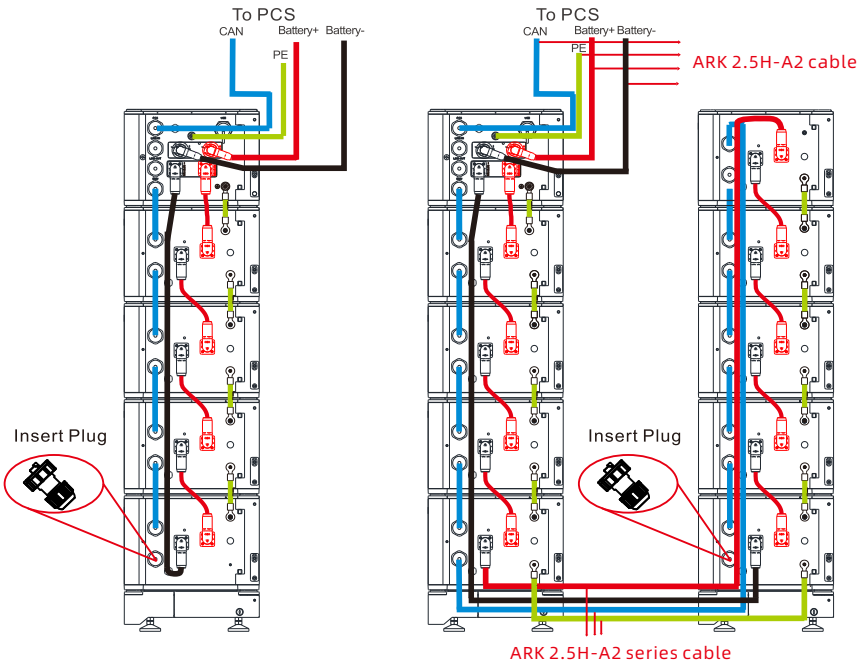 To PCS
CAN
Battery+
Battery-
PE
To PCS
CAN
Battery+
Battery-
PE
ARK 2.5H-A2 cable
Insert Plug
Insert Plug
ARK 2.5H-A2 series cable